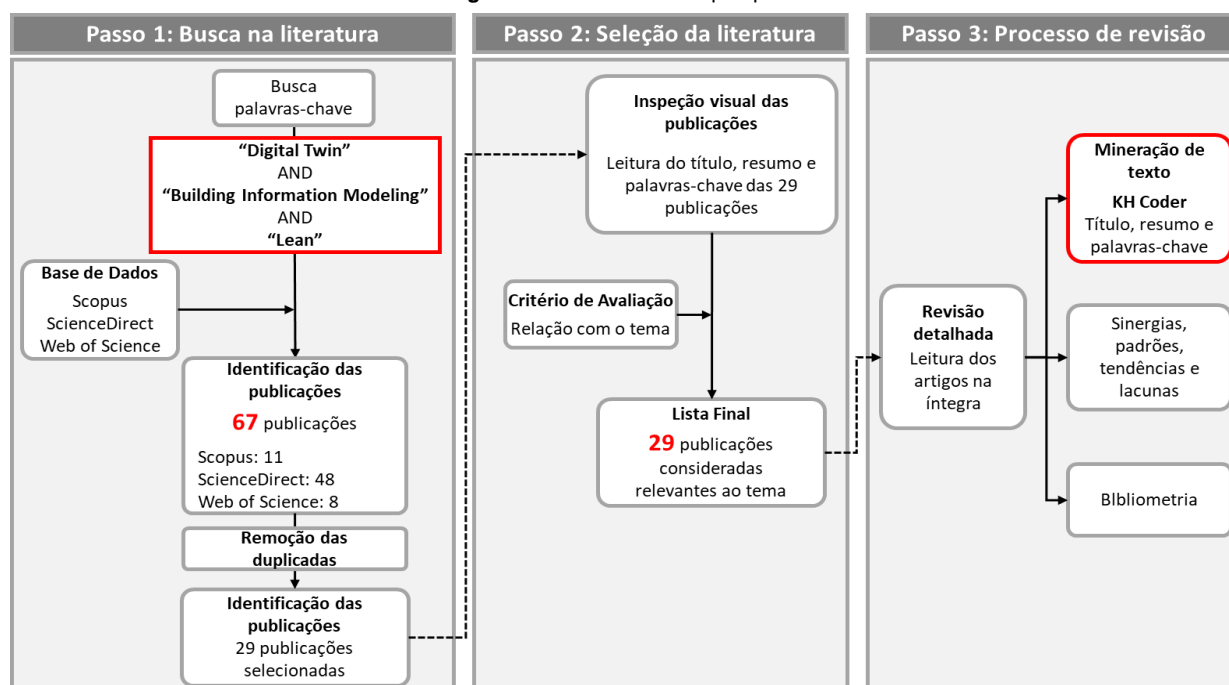 Passo 1: Busca na literatura
Busca
palavras-chave
“Digital Twin”
AND
“Building Information Modeling”
AND
“Lean”
Base de Dados
Scopus
ScienceDirect
Web of Science
Identificação das
publicações
67 publicações
Scopus: 11
ScienceDirect: 48
Web of Science: 8
Remoção das
duplicadas
Identificação das
publicações
29 publicações
selecionadas
Passo 2: Seleção da literatura
Inspeção visual das
publicações
Leitura do título, resumo e
palavras-chave das 29
publicações
Critério de Avaliação
Relação com o tema
Lista Final
29 publicações
consideradas
relevantes ao tema
Passo 3: Processo de revisão
Revisão
detalhada
Leitura dos
artigos na
íntegra
Mineração de
texto
KH Coder
Título, resumo e
palavras-chave
Sinergias,
padrões,
tendências e
lacunas
BIbliometria